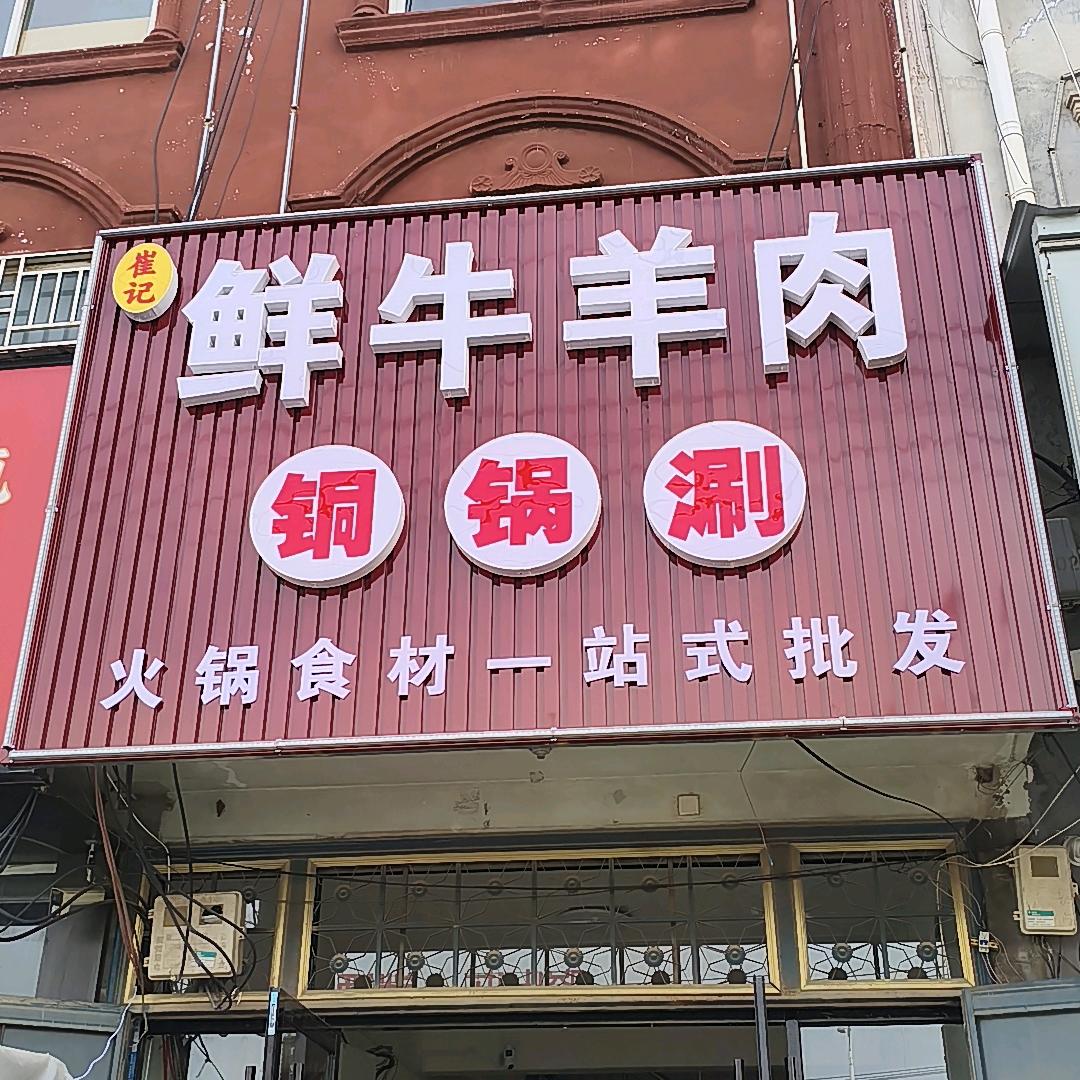 崔记
鲜牛羊肉
铜锅涮
火锅食材一站式批发